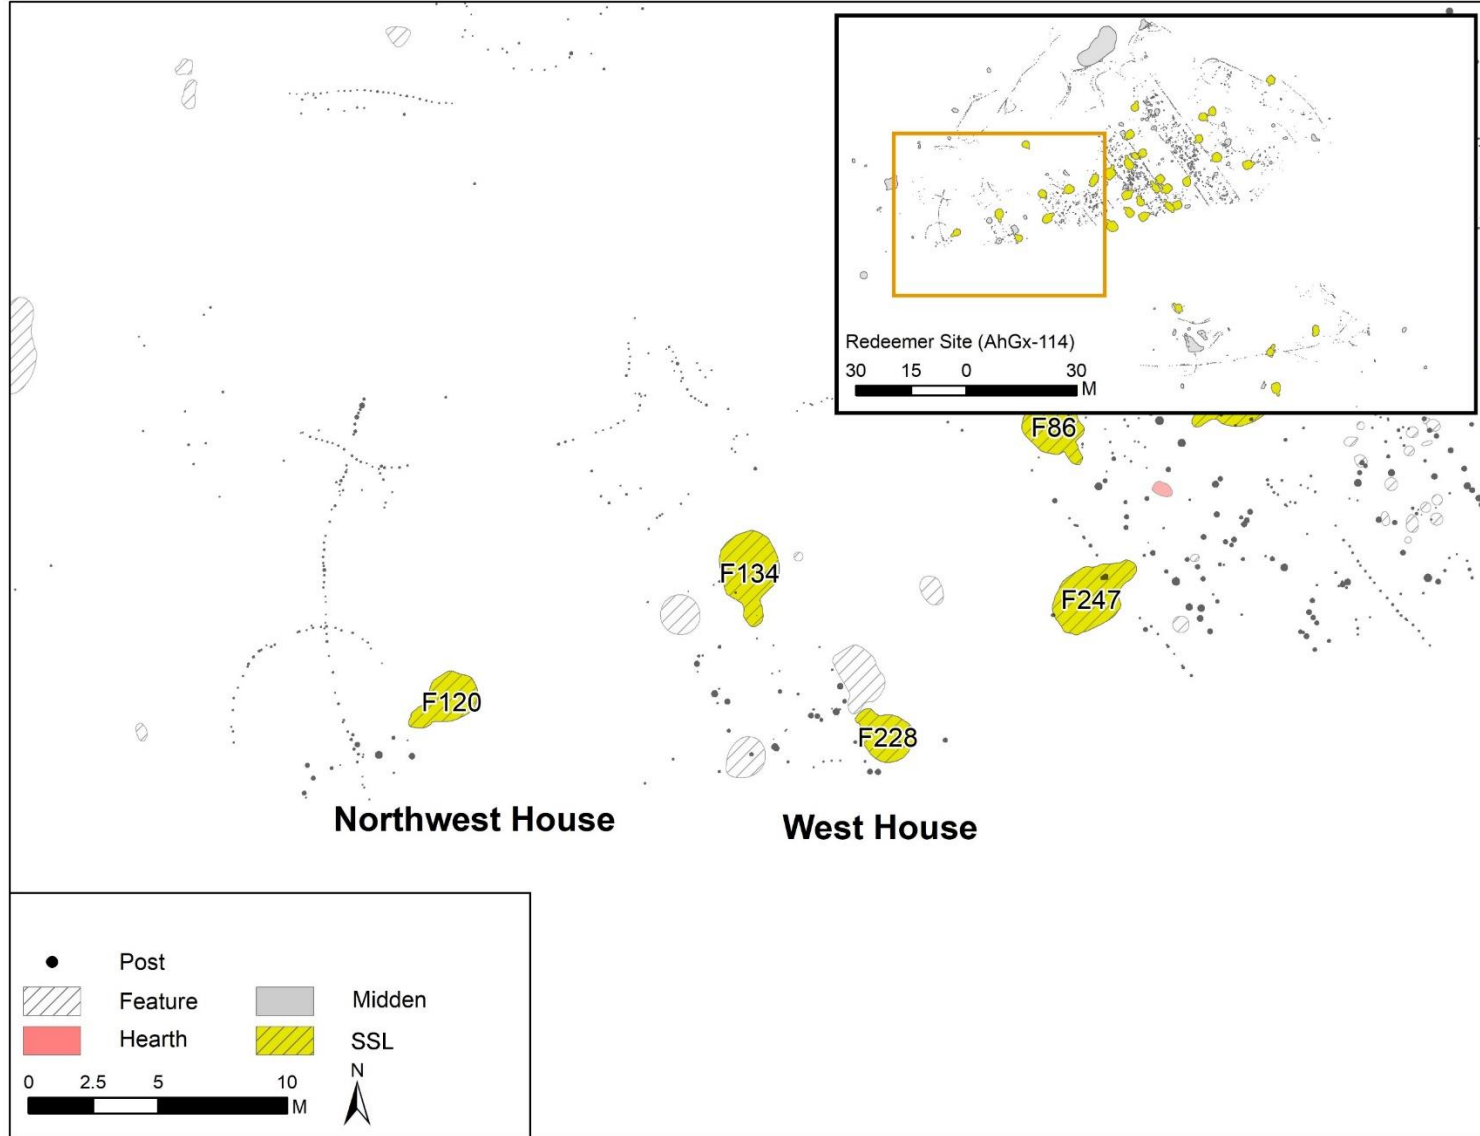 Redeemer Site (AhGx-114)
30 15 0 30
M
F86
F134
F247
F120
F228
Northwest House
West House
Post
Feature
Midden
Hearth
SSL
N
0 2.5 5 10
M